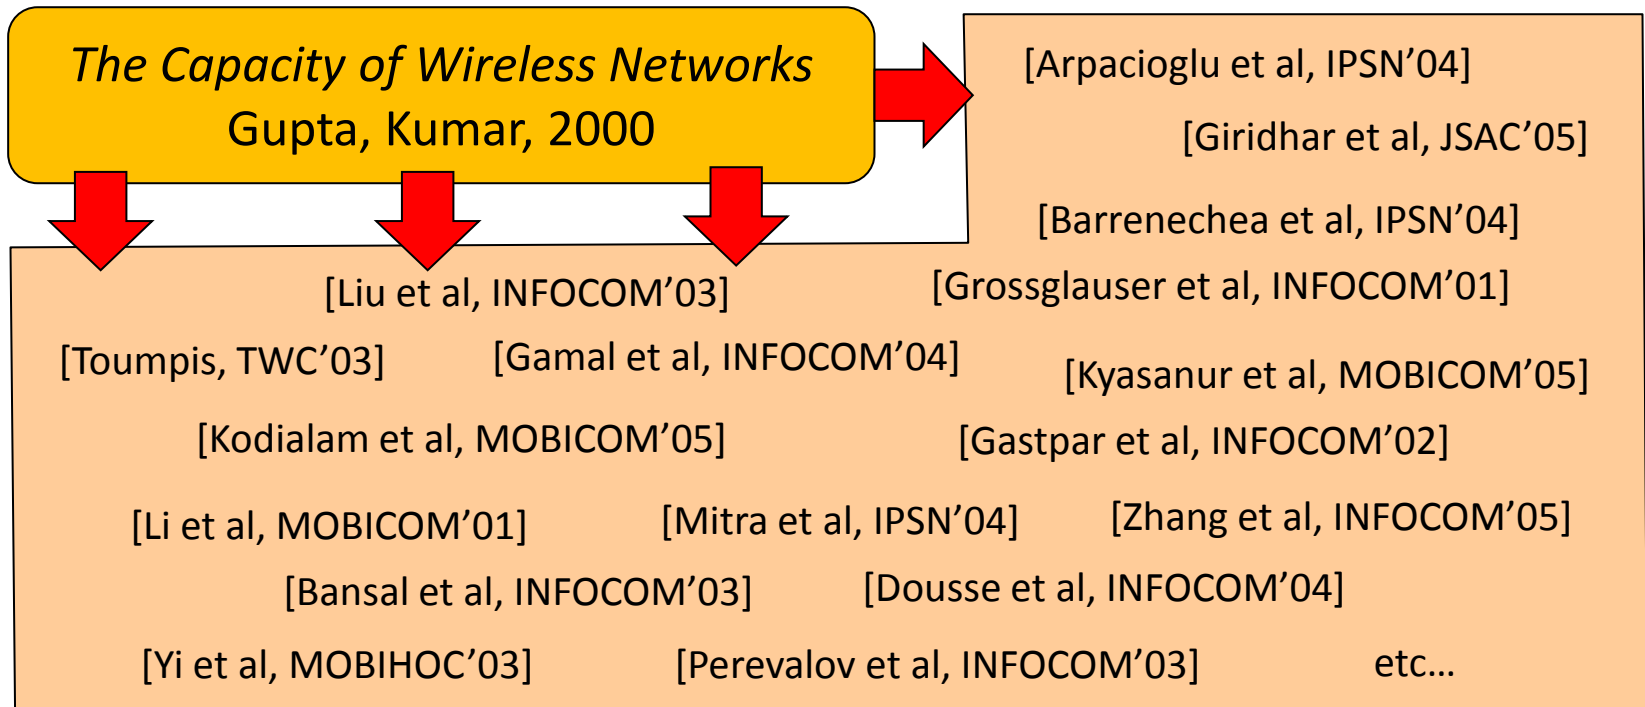 The Capacity of Wireless Networks
Gupta, Kumar, 2000
[Arpacioglu et al, IPSN’04]
[Giridhar et al, JSAC’05]
[Barrenechea et al, IPSN’04]
[Liu et al, INFOCOM’03]
[Grossglauser et al, INFOCOM’01]
[Toumpis, TWC’03]
[Gamal et al, INFOCOM’04]
[Kyasanur et al, MOBICOM’05]
[Kodialam et al, MOBICOM’05]
[Gastpar et al, INFOCOM’02]
[Li et al, MOBICOM’01]
[Mitra et al, IPSN’04]
[Zhang et al, INFOCOM’05]
[Bansal et al, INFOCOM’03]
[Dousse et al, INFOCOM’04]
[Yi et al, MOBIHOC’03]
[Perevalov et al, INFOCOM’03]
etc…